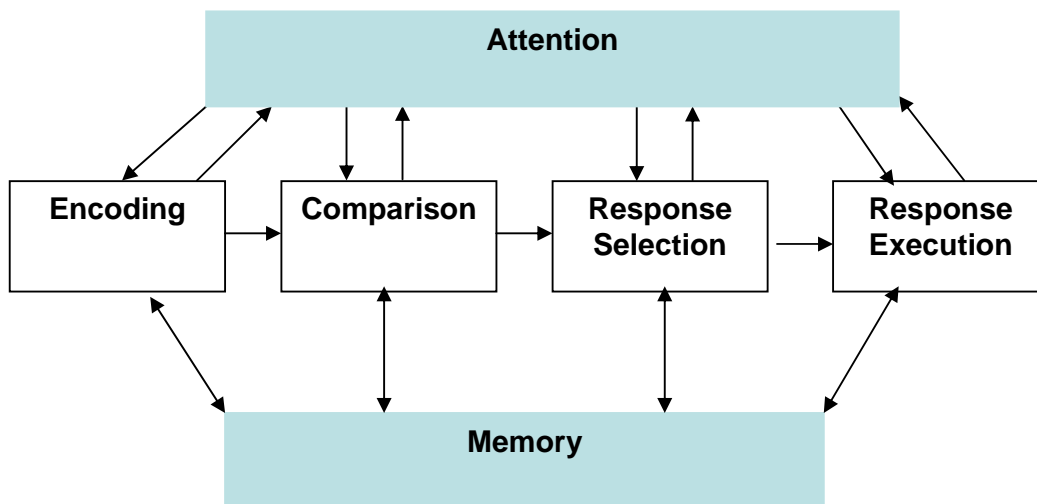 Attention
Encoding
Comparison
Response
Selection
Response
Execution
Memory